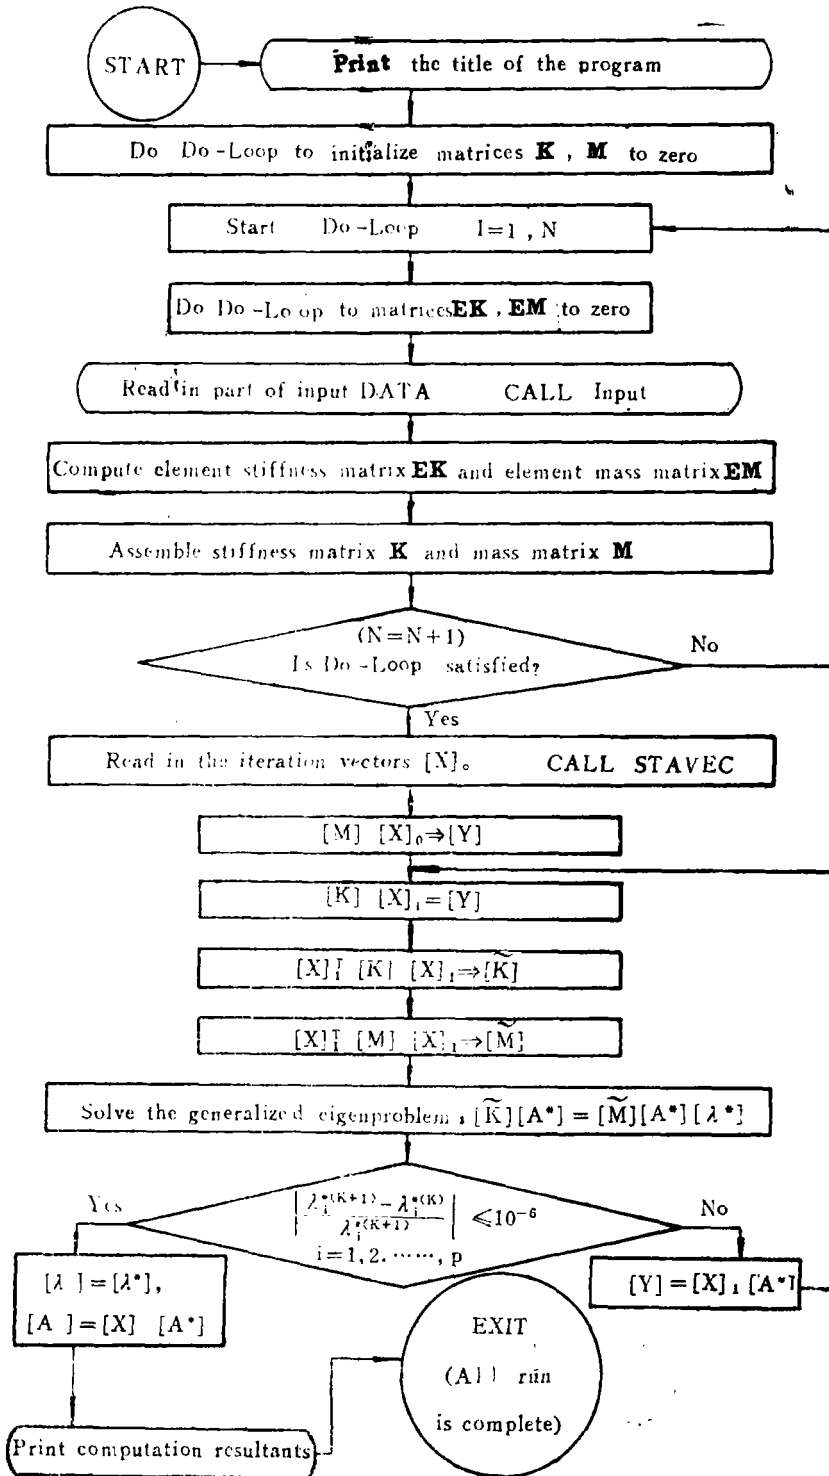 START
Print the title of the program
Do Do-Loop to initialize matrices K, M to zero
Start Do-Loop I=1, N
Do Do-Loop to matrices EK, EM to zero
Read in part of input DATA CALL Input
Compute element stiffness matrix EK and element mass matrix EM
Assemble stiffness matrix K and mass matrix M
(N=N+1)
No
Is Do-Loop satisfied?
Yes
Read in the iteration vectors [X]。 CALL STAVEC
[M] [X]₀⇒[Y]
[K] [X]₁=[Y]
[X]₁ᵀ [K] [X]₁⇒[K̃]
[X]₁ᵀ [M] [X]₁⇒[M̃]
Solve the generalized eigenproblem, [K̃][A*]=[M̃][A*][λ*]
Yes
|(λᵢ*⁽ᴷ⁺¹⁾−λᵢ*⁽ᴷ⁾)/λᵢ*⁽ᴷ⁺¹⁾| ⩽10⁻⁶
No
i=1,2.……, p
[λ ]=[λ*],
[A ]=[X] [A*]
[Y]=[X]₁[A*]
EXIT
(All run
is complete)
Print computation resultants